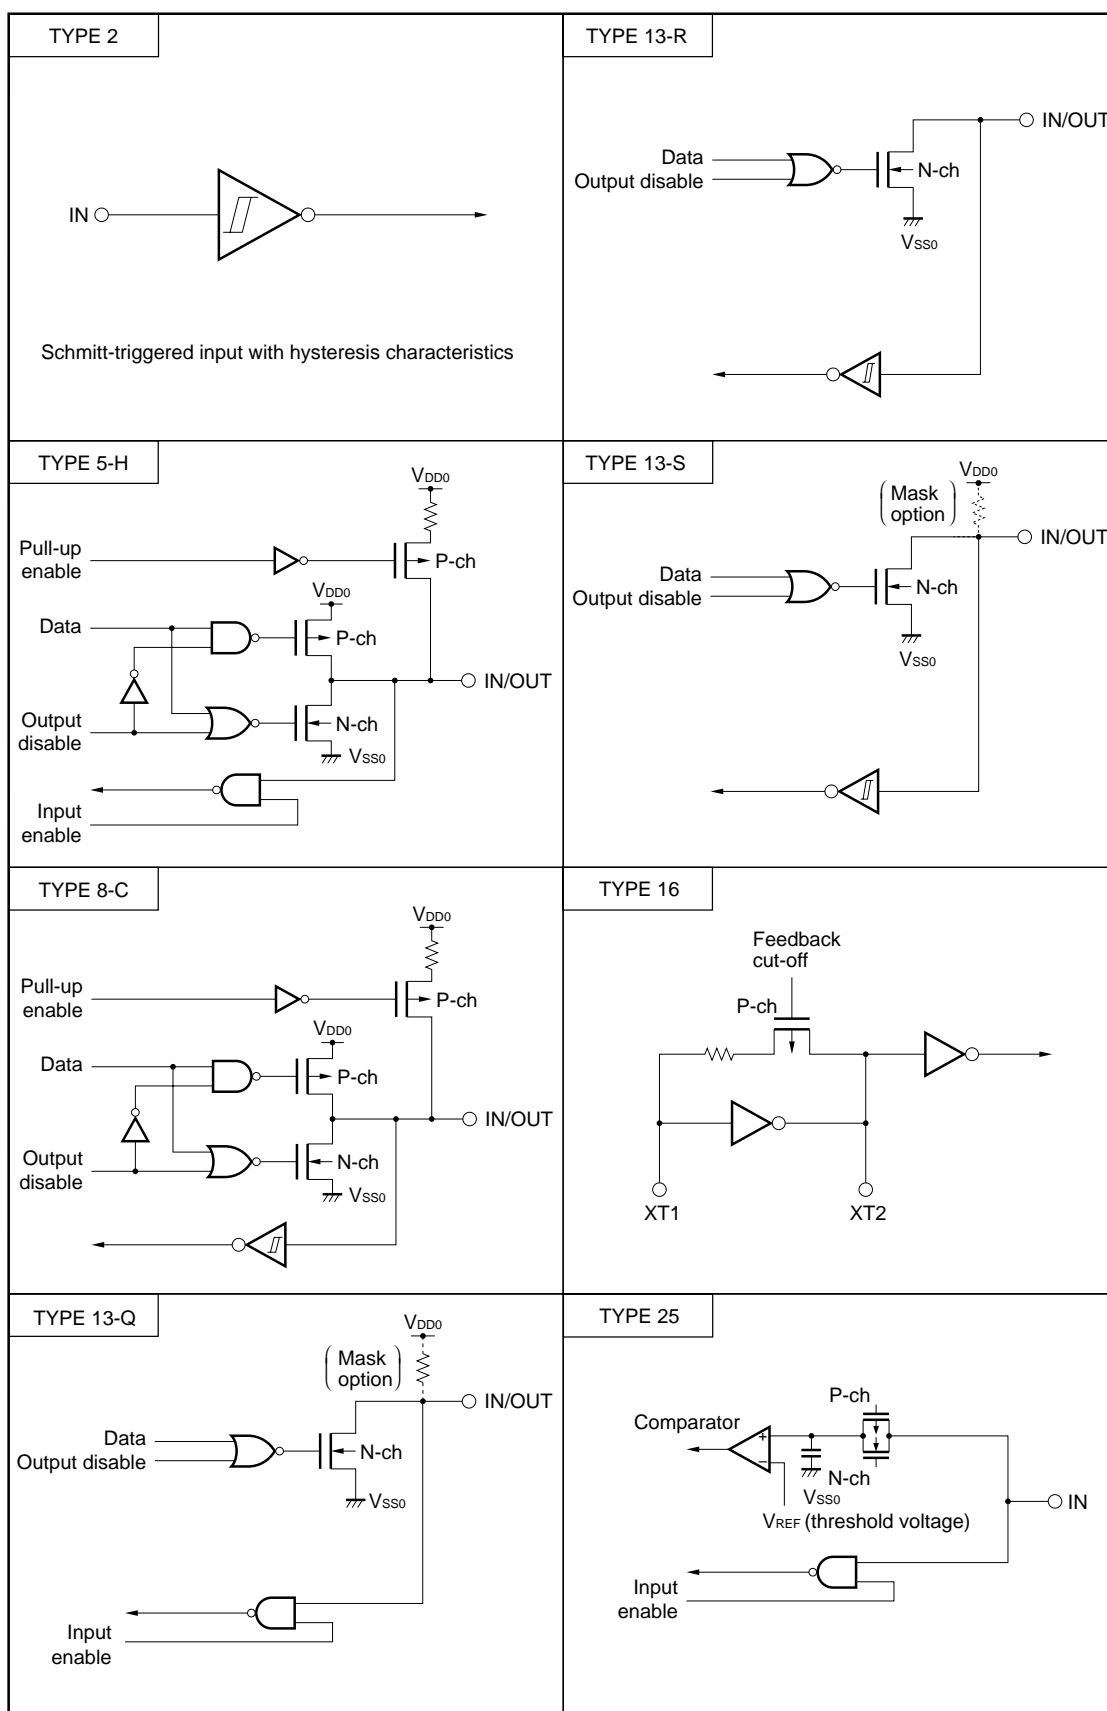 TYPE 2
IN
Schmitt-triggered input with hysteresis characteristics
TYPE 13-R
IN/OUT
Data
Output disable
N-ch
VSS0
TYPE 5-H
VDD0
Pull-up
enable
P-ch
VDD0
Data
P-ch
IN/OUT
Output
disable
N-ch
VSS0
Input
enable
TYPE 13-S
VDD0
(Mask
option)
IN/OUT
Data
Output disable
N-ch
VSS0
TYPE 8-C
VDD0
Pull-up
enable
P-ch
VDD0
Data
P-ch
IN/OUT
Output
disable
N-ch
VSS0
TYPE 16
Feedback
cut-off
P-ch
XT1
XT2
TYPE 13-Q
VDD0
(Mask
option)
IN/OUT
Data
Output disable
N-ch
VSS0
Input
enable
TYPE 25
P-ch
Comparator
+
−
N-ch
VSS0
VREF (threshold voltage)
IN
Input
enable